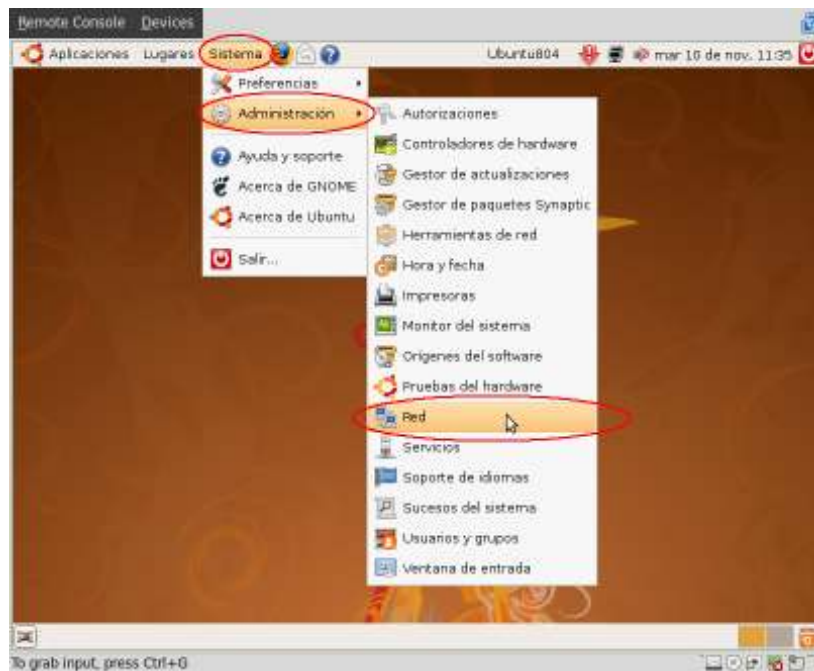 Remote Console Devices
Aplicaciones Lugares Sistema Ubuntu804 mar 10 de nov. 11:35
Preferencias
Administración
Ayuda y soporte
Acerca de GNOME
Acerca de Ubuntu
Salir...
Autorizaciones
Controladores de hardware
Gestor de actualizaciones
Gestor de paquetes Synaptic
Herramientas de red
Hora y fecha
Impresoras
Monitor del sistema
Orígenes del software
Pruebas del hardware
Red
Servicios
Soporte de idiomas
Sucesos del sistema
Usuarios y grupos
Ventana de entrada
To grab input, press Ctrl+G